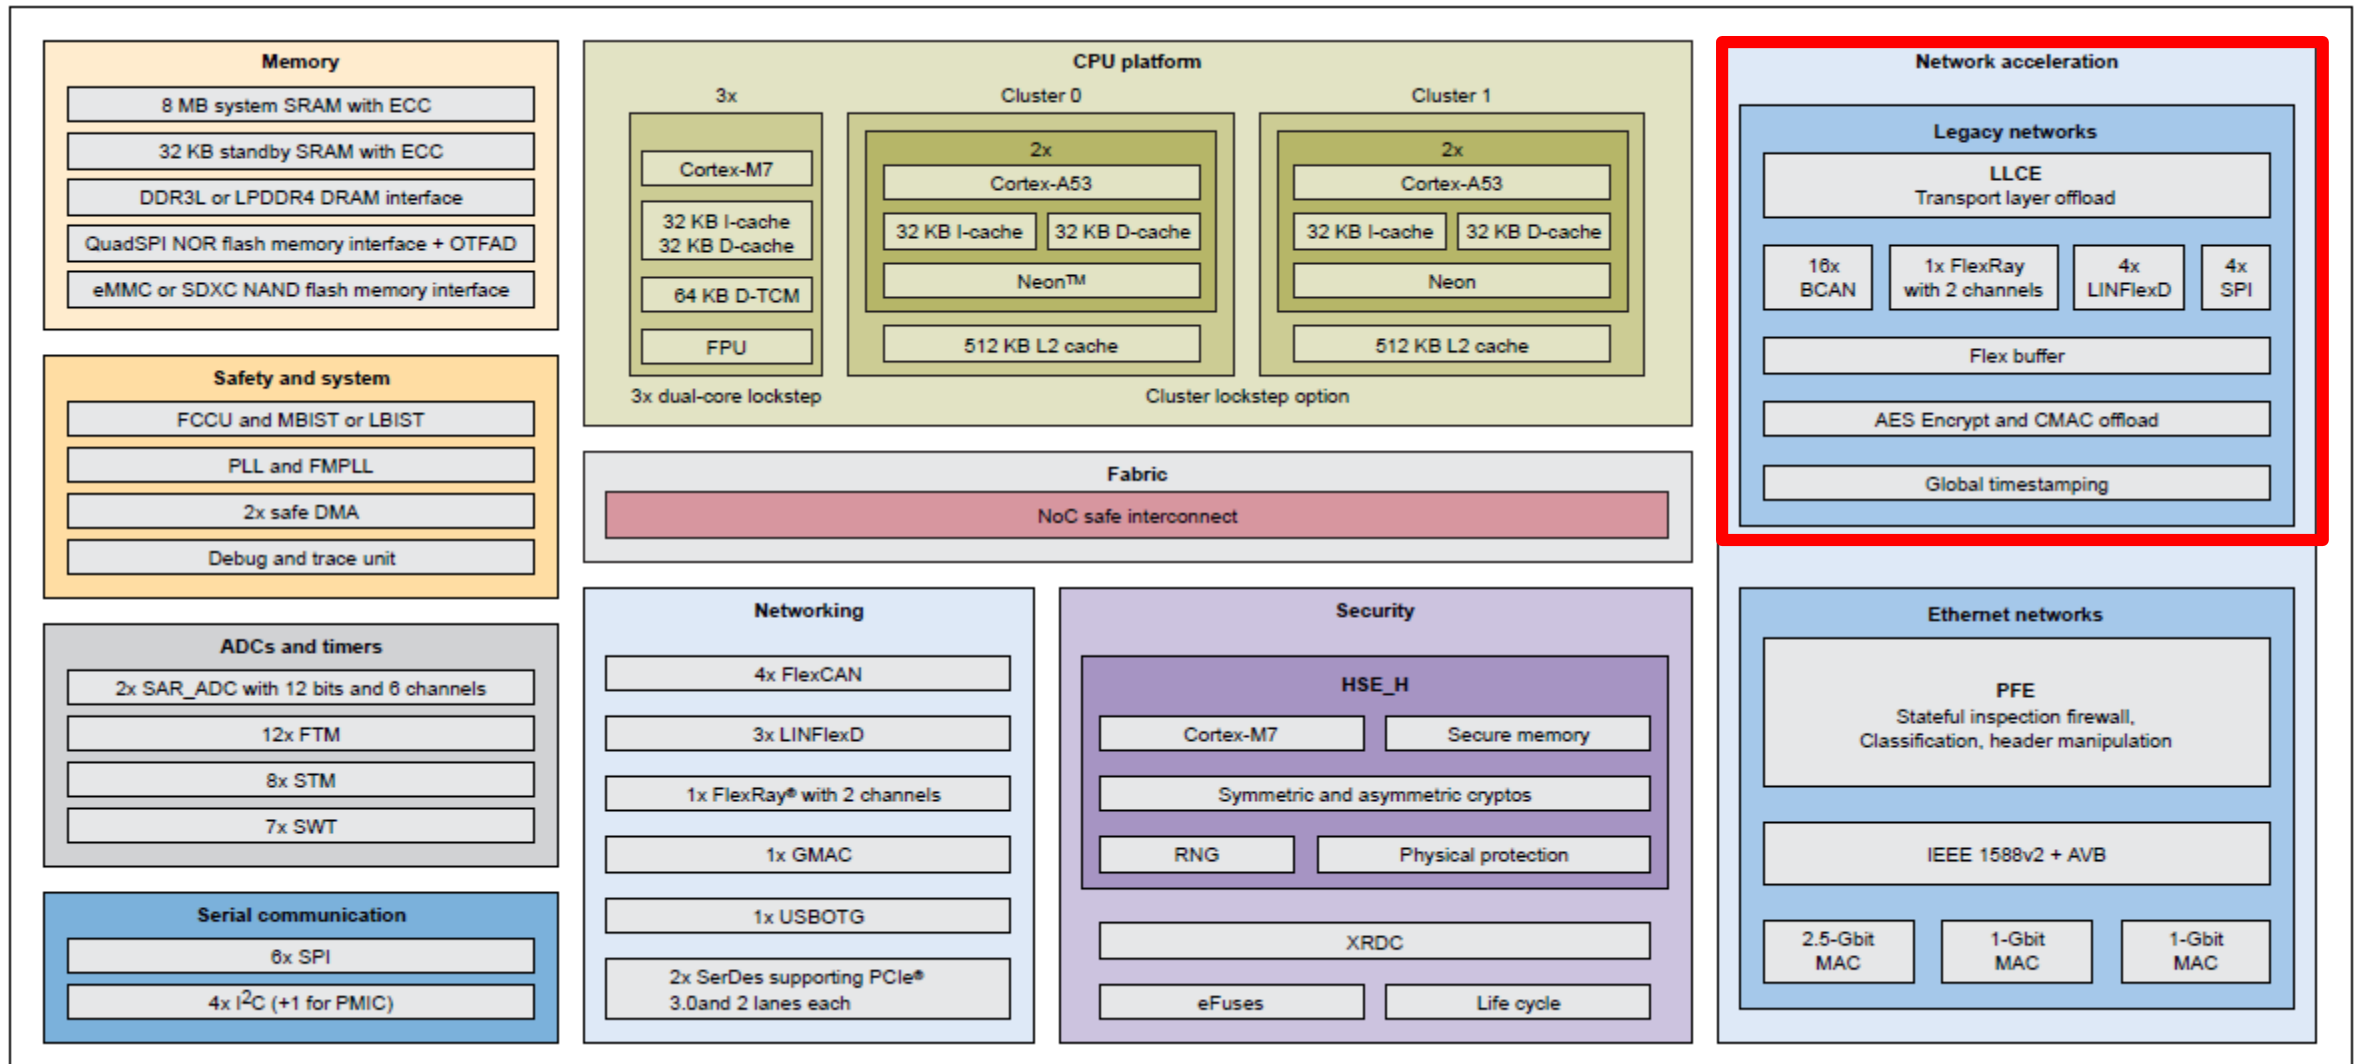 Memory
8 MB system SRAM with ECC
32 KB standby SRAM with ECC
DDR3L or LPDDR4 DRAM interface
QuadSPI NOR flash memory interface + OTFAD
eMMC or SDXC NAND flash memory interface
Safety and system
FCCU and MBIST or LBIST
PLL and FMPLL
2x safe DMA
Debug and trace unit
ADCs and timers
2x SAR_ADC with 12 bits and 6 channels
12x FTM
8x STM
7x SWT
Serial communication
6x SPI
4x I2C (+1 for PMIC)
CPU platform
3x
Cortex-M7
32 KB I-cache
32 KB D-cache
64 KB D-TCM
FPU
3x dual-core lockstep
Cluster 0
2x
Cortex-A53
32 KB I-cache
32 KB D-cache
Neon™
512 KB L2 cache
Cluster 1
2x
Cortex-A53
32 KB I-cache
32 KB D-cache
Neon
512 KB L2 cache
Cluster lockstep option
Fabric
NoC safe interconnect
Networking
4x FlexCAN
3x LINFlexD
1x FlexRay® with 2 channels
1x GMAC
1x USBOTG
2x SerDes supporting PCIe®
3.0and 2 lanes each
Security
HSE_H
Cortex-M7
Secure memory
Symmetric and asymmetric cryptos
RNG
Physical protection
XRDC
eFuses
Life cycle
Network acceleration
Legacy networks
LLCE
Transport layer offload
16x
BCAN
1x FlexRay
with 2 channels
4x
LINFlexD
4x
SPI
Flex buffer
AES Encrypt and CMAC offload
Global timestamping
Ethernet networks
PFE
Stateful inspection firewall,
Classification, header manipulation
IEEE 1588v2 + AVB
2.5-Gbit
MAC
1-Gbit
MAC
1-Gbit
MAC